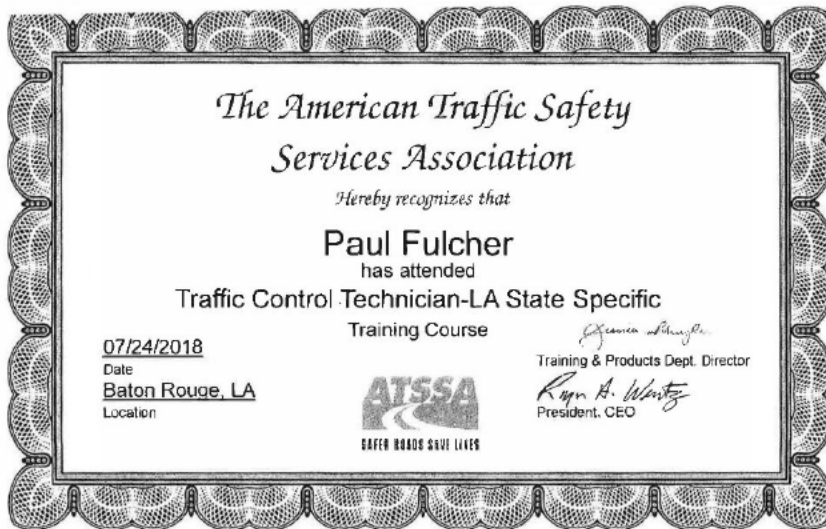 The American Traffic Safety
Services Association
Hereby recognizes that
Paul Fulcher
has attended
Traffic Control Technician-LA State Specific
Training Course
07/24/2018
Date
Baton Rouge, LA
Location
Training & Products Dept. Director
President, CEO
ATSSA
SAFER ROADS SAVE LIVES